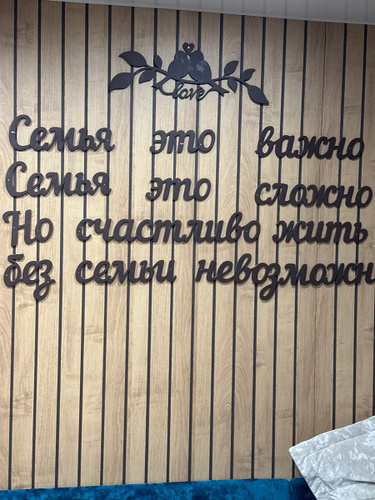 love
Семья это важно
Семья это сложно
Но счастливо жить
без семьи невозможн